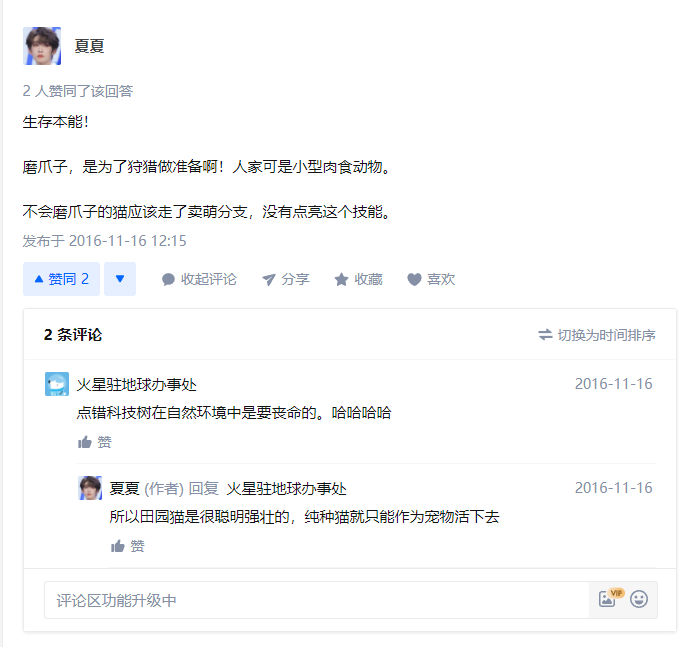 夏夏
2 人赞同了该回答
生存本能！
磨爪子，是为了狩猎做准备啊！人家可是小型肉食动物。
不会磨爪子的猫应该走了卖萌分支，没有点亮这个技能。
发布于 2016-11-16 12:15
赞同 2
收起评论
分享
收藏
喜欢
2 条评论
切换为时间排序
火星驻地球办事处
2016-11-16
点错科技树在自然环境中是要丧命的。哈哈哈哈
赞
夏夏 (作者) 回复 火星驻地球办事处
2016-11-16
所以田园猫是很聪明强壮的，纯种猫就只能作为宠物活下去
赞
评论区功能升级中
VIP